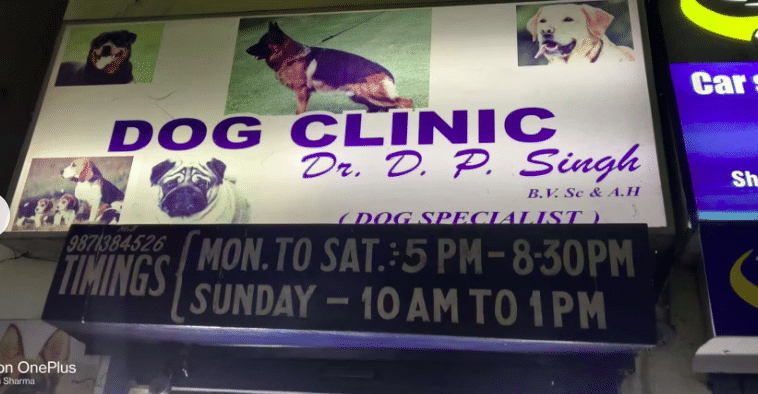 DOG CLINIC
Dr. D. P. Singh
B.V. Sc & A.H
( DOG SPECIALIST )
9871384526
TIMINGS
MON. TO SAT.:5 PM-8-30PM
SUNDAY - 10 AM TO 1 PM
Car
Sh
on OnePlus
Sharma